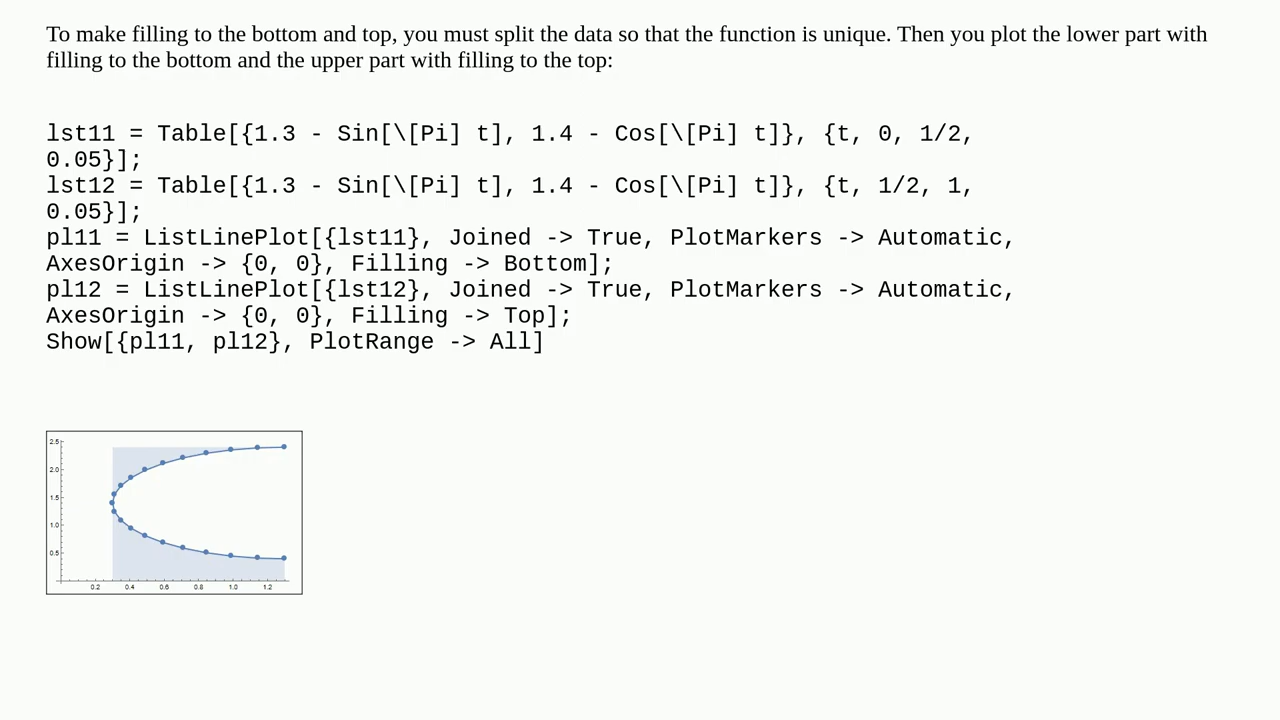 To make filling to the bottom and top, you must split the data so that the function is unique. Then you plot the lower part with
filling to the bottom and the upper part with filling to the top:
lst11 = Table[{1.3 - Sin[\[Pi] t], 1.4 - Cos[\[Pi] t]}, {t, 0, 1/2,
0.05}];
lst12 = Table[{1.3 - Sin[\[Pi] t], 1.4 - Cos[\[Pi] t]}, {t, 1/2, 1,
0.05}];
pl11 = ListLinePlot[{lst11}, Joined -> True, PlotMarkers -> Automatic,
AxesOrigin -> {0, 0}, Filling -> Bottom];
pl12 = ListLinePlot[{lst12}, Joined -> True, PlotMarkers -> Automatic,
AxesOrigin -> {0, 0}, Filling -> Top];
Show[{pl11, pl12}, PlotRange -> All]
2.5
2.0
1.5
1.0
0.5
0.2 0.4 0.6 0.8 1.0 1.2